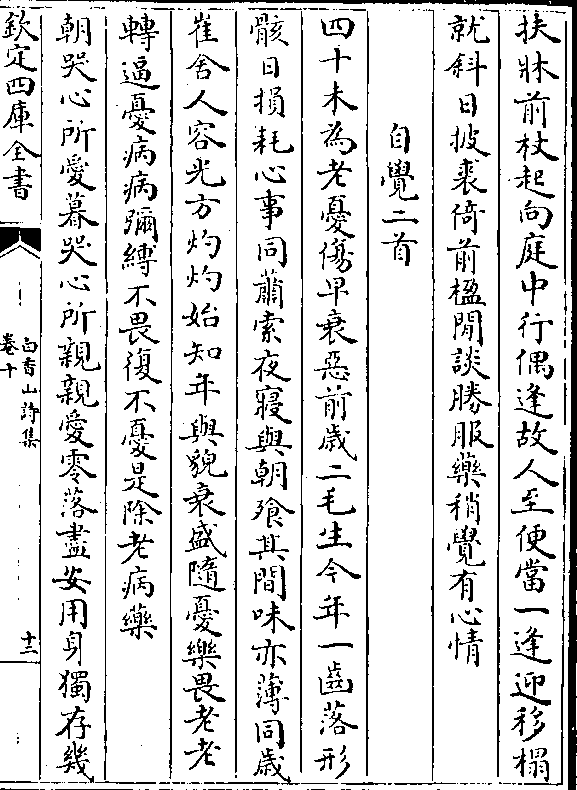 扶牀前杖起向庭中行偶逢故人至便當一逢迎移榻
就斜日披裘倚前楹閒談勝服藥稍覺有心情
自覺二首
四十未為老憂傷早衰惡前歳二毛生今年一齒落形
骸日損耗心事同蕭索夜寢與朝飱其間味亦薄同歳
崔舍人容光方灼灼始知年與貌衰盛隨憂樂畏老老
轉逼憂病病彌縛不畏復不憂是除老病藥
朝哭心所愛暮哭心所親親愛零落盡安用身獨存幾
欽定四庫全書
白香山詩集
卷十
十三